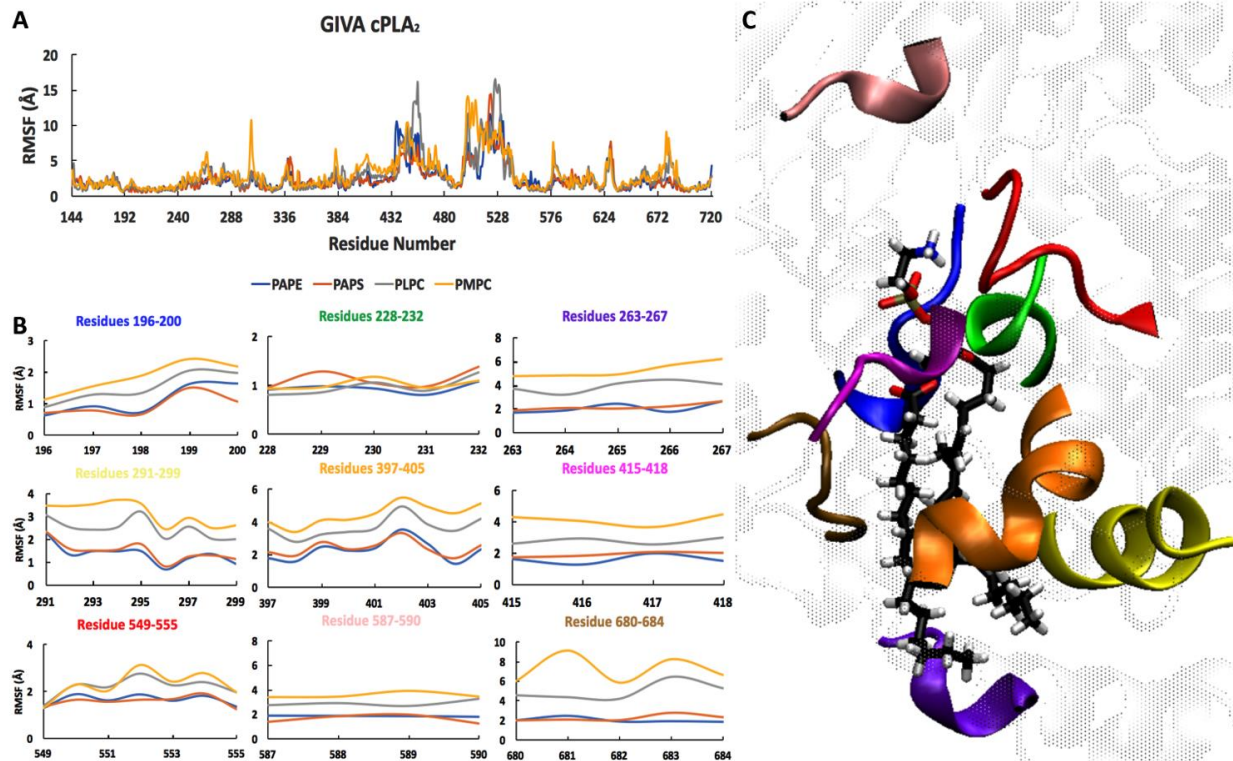 A
GIVA cPLA₂
RMSF (Å)
20
15
10
5
0
144 192 240 288 336 384 432 480 528 576 624 672 720
Residue Number
PAPE PAPS PLPC PMPC
B
Residues 196-200 Residues 228-232 Residues 263-267
RMSF (Å)
3
2
1
0
196 197 198 199 200
2
1
0
228 229 230 231 232
8
6
4
2
0
263 264 265 266 267
Residues 291-299 Residues 397-405 Residues 415-418
RMSF (Å)
4
3
2
1
0
291 293 295 297 299
6
4
2
0
397 399 401 403 405
6
4
2
0
415 416 417 418
Residue 549-555 Residue 587-590 Residue 680-684
RMSF (Å)
4
2
0
549 551 553 555
8
6
4
2
0
587 588 589 590
10
8
6
4
2
0
680 681 682 683 684
C